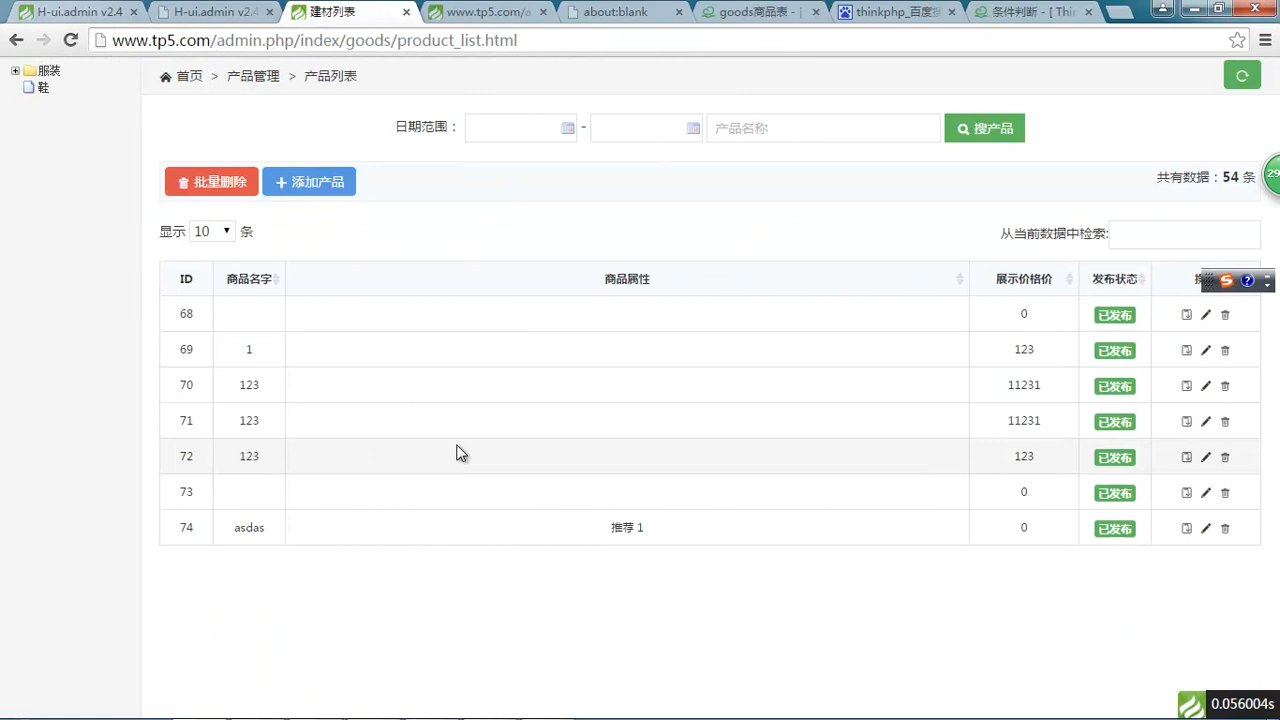 H-ui.admin v2.4
H-ui.admin v2.4
建材列表
www.tp5.com/
about:blank
goods商品表 - [
thinkphp_百度
条件判断 - [ Thi
www.tp5.com/admin.php/index/goods/product_list.html
服装
鞋
首页 > 产品管理 > 产品列表
日期范围： - 产品名称 搜产品
批量删除 添加产品 共有数据：54 条
显示 10 条 从当前数据中检索:
ID 商品名字 商品属性 展示价格价 发布状态
68 0 已发布
69 1 123 已发布
70 123 11231 已发布
71 123 11231 已发布
72 123 123 已发布
73 0 已发布
74 asdas 推荐 1 0 已发布
29
0.056004s